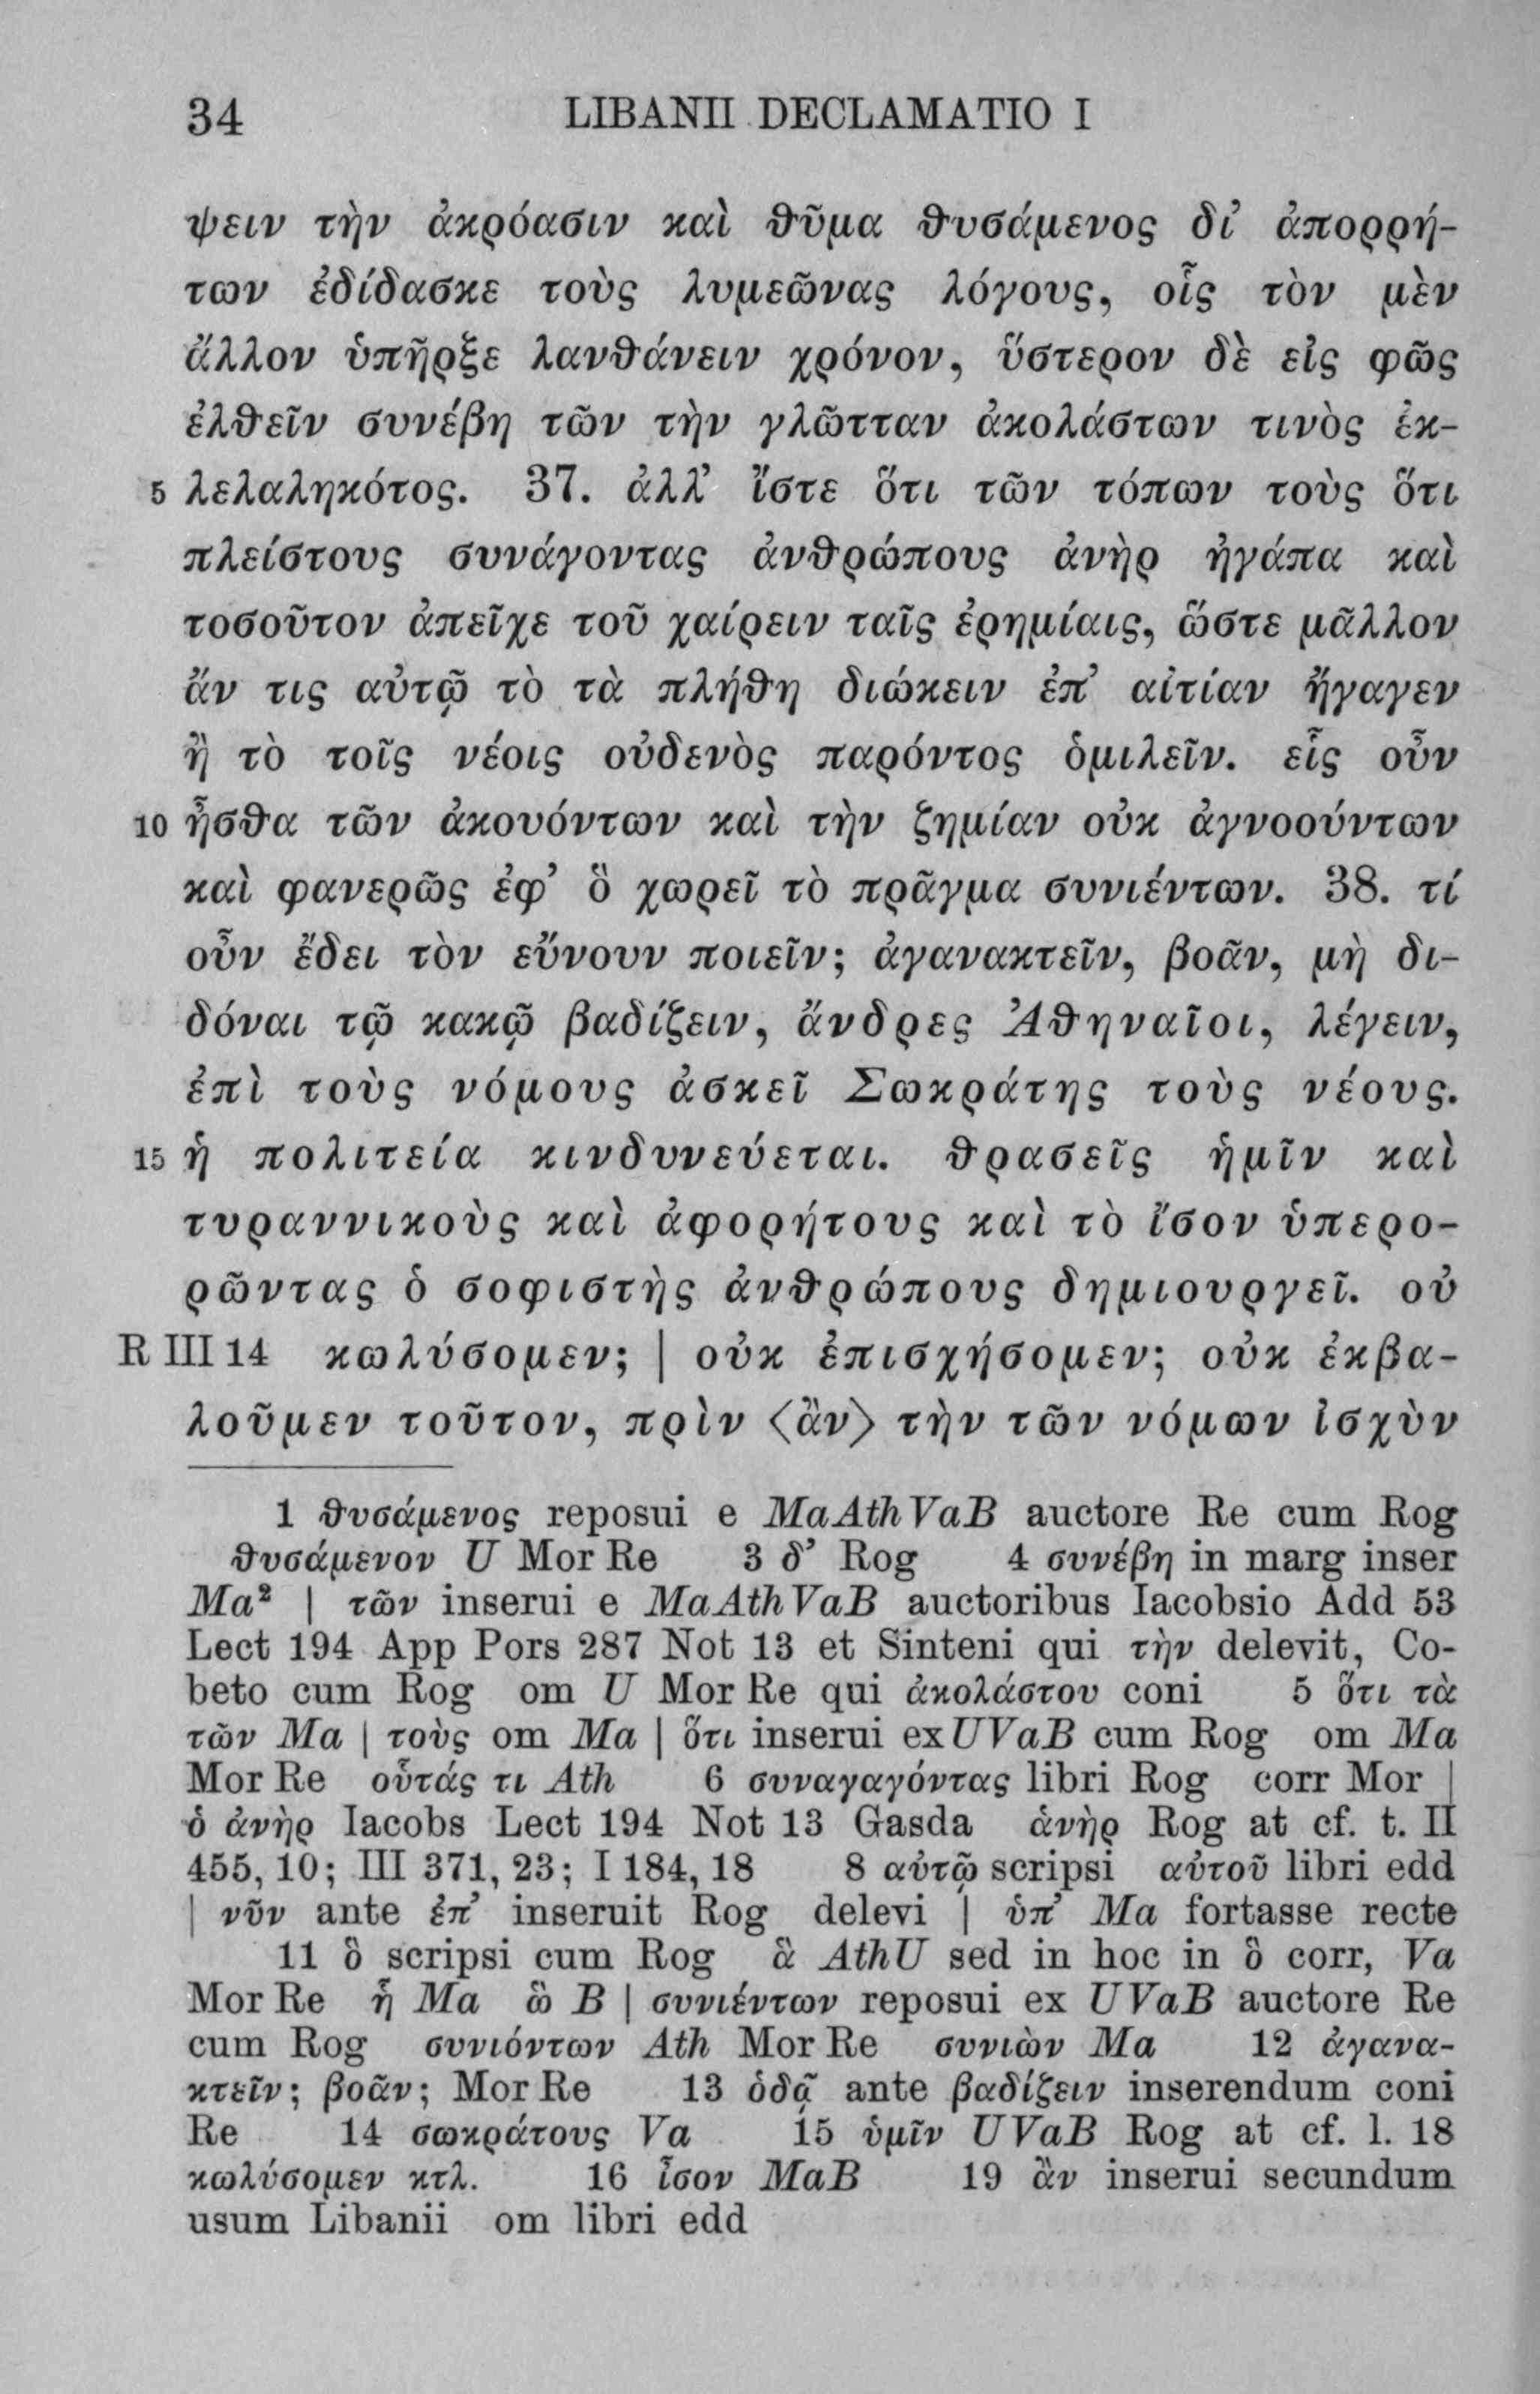 34 LIBANII DECLAMATIO I
ψειν τὴν ἀκρόασιν καὶ θῦμα θυσάμενος δι’ ἀπορρή-
των ἐδίδασκε τοὺς λυμεῶνας λόγους, οἷς τὸν μὲν
ἄλλον ὑπῆρξε λανθάνειν χρόνον, ὕστερον δὲ εἰς φῶς
ἐλθεῖν συνέβη τῶν τὴν γλῶτταν ἀκολάστων τινὸς ἐκ-
5 λελαληκότος. 37. ἀλλ’ ἴστε ὅτι τῶν τόπων τοὺς ὅτι
πλείστους συνάγοντας ἀνθρώπους ἀνὴρ ἠγάπα καὶ
τοσοῦτον ἀπεῖχε τοῦ χαίρειν ταῖς ἐρημίαις, ὥστε μᾶλλον
ἄν τις αὐτῷ τὸ τὰ πλήθη διώκειν ἐπ’ αἰτίαν ἤγαγεν
ἢ τὸ τοῖς νέοις οὐδενὸς παρόντος ὁμιλεῖν. εἷς οὖν
10 ἦσθα τῶν ἀκουόντων καὶ τὴν ζημίαν οὐκ ἀγνοούντων
καὶ φανερῶς ἐφ’ ὃ χωρεῖ τὸ πρᾶγμα συνιέντων. 38. τί
οὖν ἔδει τὸν εὔνουν ποιεῖν; ἀγανακτεῖν, βοᾶν, μὴ δι-
δόναι τῷ κακῷ βαδίζειν, ἄνδρες Ἀθηναῖοι, λέγειν,
ἐπὶ τοὺς νόμους ἀσκεῖ Σωκράτης τοὺς νέους.
15 ἡ πολιτεία κινδυνεύεται. θρασεῖς ἡμῖν καὶ
τυραννικοὺς καὶ ἀφορήτους καὶ τὸ ἴσον ὑπερο-
ρῶντας ὁ σοφιστὴς ἀνθρώπους δημιουργεῖ. οὐ
R III 14 κωλύσομεν; | οὐκ ἐπισχήσομεν; οὐκ ἐκβα-
λοῦμεν τοῦτον, πρὶν ⟨ἂν⟩ τὴν τῶν νόμων ἰσχὺν
1 θυσάμενος reposui e MaAthVaB auctore Re cum Rog
θυσάμενον U Mor Re 3 δ’ Rog 4 συνέβη in marg inser
Ma² | τῶν inserui e MaAthVaB auctoribus Iacobsio Add 53
Lect 194 App Pors 287 Not 13 et Sinteni qui τὴν delevit, Co-
beto cum Rog om U Mor Re qui ἀκολάστου coni 5 ὅτι τὰ
τῶν Ma | τοὺς om Ma | ὅτι inserui ex UVaB cum Rog om Ma
Mor Re οὗτάς τι Ath 6 συναγαγόντας libri Rog corr Mor |
ὁ ἀνὴρ Iacobs Lect 194 Not 13 Gasda ἁνὴρ Rog at cf. t. II
455, 10; III 371, 23; I 184, 18 8 αὐτῷ scripsi αὐτοῦ libri edd
| νῦν ante ἐπ’ inseruit Rog delevi | ὑπ’ Ma fortasse recte
11 ὃ scripsi cum Rog ἃ AthU sed in hoc in ὃ corr, Va
Mor Re ᾗ Ma ὢ B | συνιέντων reposui ex UVaB auctore Re
cum Rog συνιόντων Ath Mor Re συνιὼν Ma 12 ἀγανα-
κτεῖν; βοᾶν; Mor Re 13 ὁδῷ ante βαδίζειν inserendum coni
Re 14 σωκράτους Va 15 ὑμῖν UVaB Rog at cf. l. 18
κωλύσομεν κτλ. 16 ἶσον MaB 19 ἂν inserui secundum
usum Libanii om libri edd